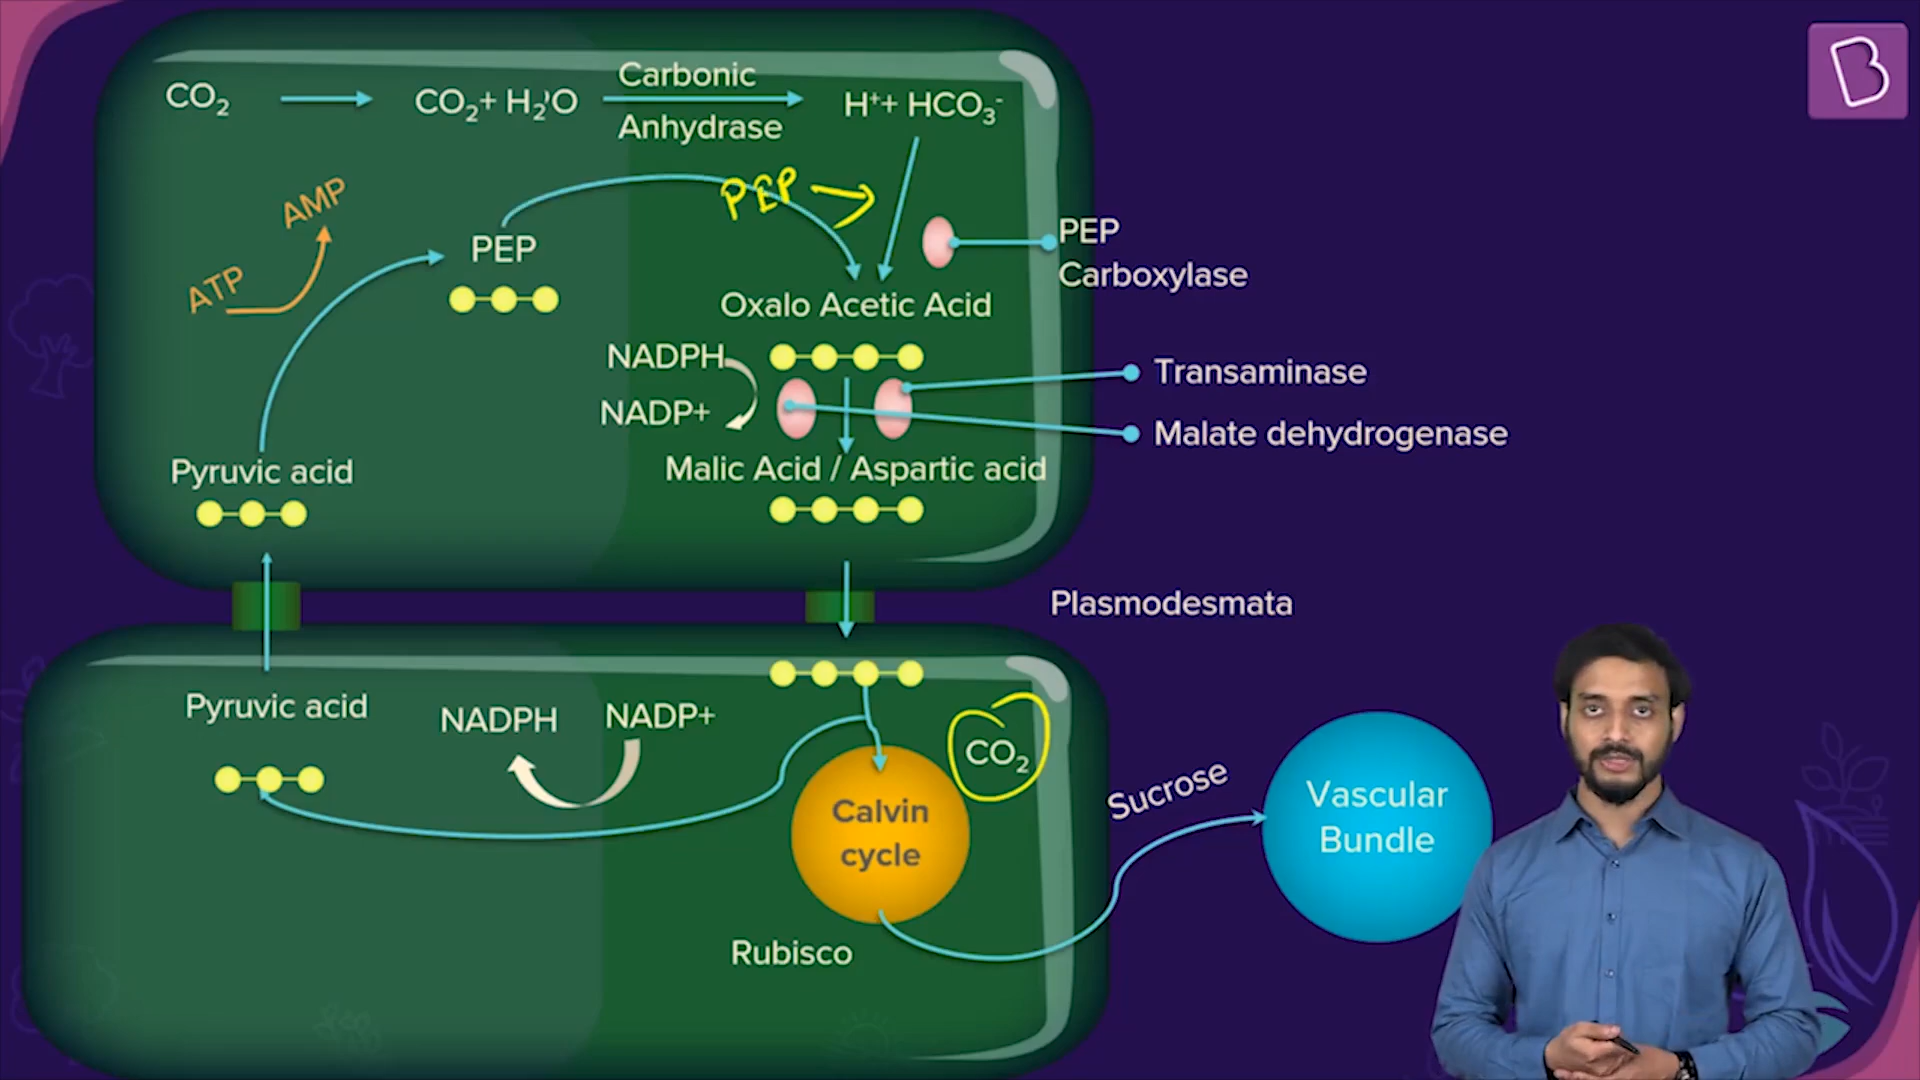 CO₂
CO₂+ H₂O
Carbonic
Anhydrase
H⁺+ HCO₃⁻
PEP
AMP
ATP
PEP
PEP
Carboxylase
Oxalo Acetic Acid
NADPH
NADP+
Transaminase
Malate dehydrogenase
Malic Acid / Aspartic acid
Pyruvic acid
Plasmodesmata
Pyruvic acid
NADPH
NADP+
CO₂
Calvin
cycle
Sucrose
Vascular
Bundle
Rubisco
B